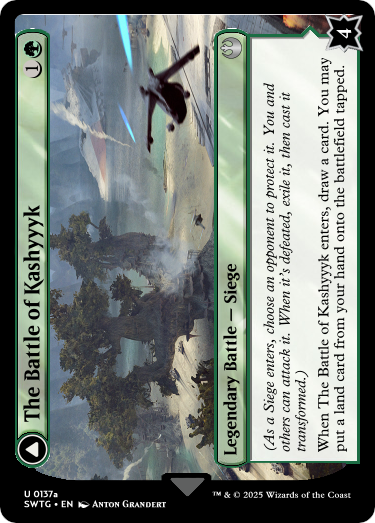 The Battle of Kashyyyk
1
Legendary Battle — Siege
(As a Siege enters, choose an opponent to protect it. You and
others can attack it. When it's defeated, exile it, then cast it
transformed.)
When The Battle of Kashyyyk enters, draw a card. You may
put a land card from your hand onto the battlefield tapped.
4
U 0137a
SWTG • EN Anton Grandert
™ & © 2025 Wizards of the Coast